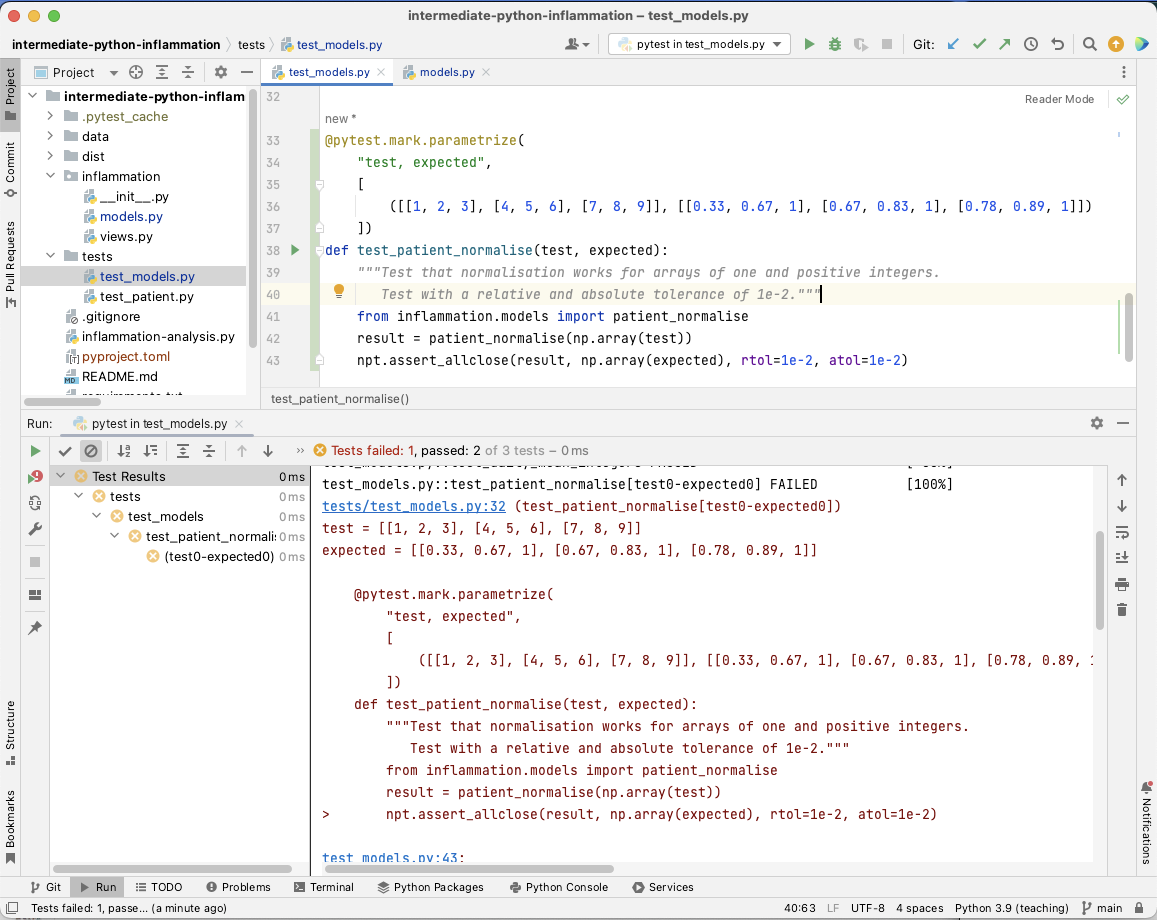 intermediate-python-inflammation – test_models.py
intermediate-python-inflammation tests test_models.py pytest in test_models.py Git:
Project
Commit
Pull Requests
Structure
Bookmarks
Project
intermediate-python-inflam
.pytest_cache
data
dist
inflammation
__init__.py
models.py
views.py
tests
test_models.py
test_patient.py
.gitignore
inflammation-analysis.py
pyproject.toml
README.md
test_models.py models.py
Reader Mode
32
new *
33 @pytest.mark.parametrize(
34 "test, expected",
35 [
36 ([[1, 2, 3], [4, 5, 6], [7, 8, 9]], [[0.33, 0.67, 1], [0.67, 0.83, 1], [0.78, 0.89, 1]])
37 ])
38 def test_patient_normalise(test, expected):
39 """Test that normalisation works for arrays of one and positive integers.
40 Test with a relative and absolute tolerance of 1e-2."""
41 from inflammation.models import patient_normalise
42 result = patient_normalise(np.array(test))
43 npt.assert_allclose(result, np.array(expected), rtol=1e-2, atol=1e-2)
test_patient_normalise()
Run: pytest in test_models.py
Tests failed: 1, passed: 2 of 3 tests – 0 ms
Test Results 0 ms
tests 0 ms
test_models 0 ms
test_patient_normalis 0 ms
(test0-expected0) 0 ms
test_models.py::test_patient_normalise[test0-expected0] FAILED [100%]
tests/test_models.py:32 (test_patient_normalise[test0-expected0])
test = [[1, 2, 3], [4, 5, 6], [7, 8, 9]]
expected = [[0.33, 0.67, 1], [0.67, 0.83, 1], [0.78, 0.89, 1]]
@pytest.mark.parametrize(
"test, expected",
[
([[1, 2, 3], [4, 5, 6], [7, 8, 9]], [[0.33, 0.67, 1], [0.67, 0.83, 1], [0.78, 0.89, 1
])
def test_patient_normalise(test, expected):
"""Test that normalisation works for arrays of one and positive integers.
Test with a relative and absolute tolerance of 1e-2."""
from inflammation.models import patient_normalise
result = patient_normalise(np.array(test))
> npt.assert_allclose(result, np.array(expected), rtol=1e-2, atol=1e-2)
test_models.py:43:
Notifications
Git Run TODO Problems Terminal Python Packages Python Console Services
Tests failed: 1, passe... (a minute ago) 40:63 LF UTF-8 4 spaces Python 3.9 (teaching) main